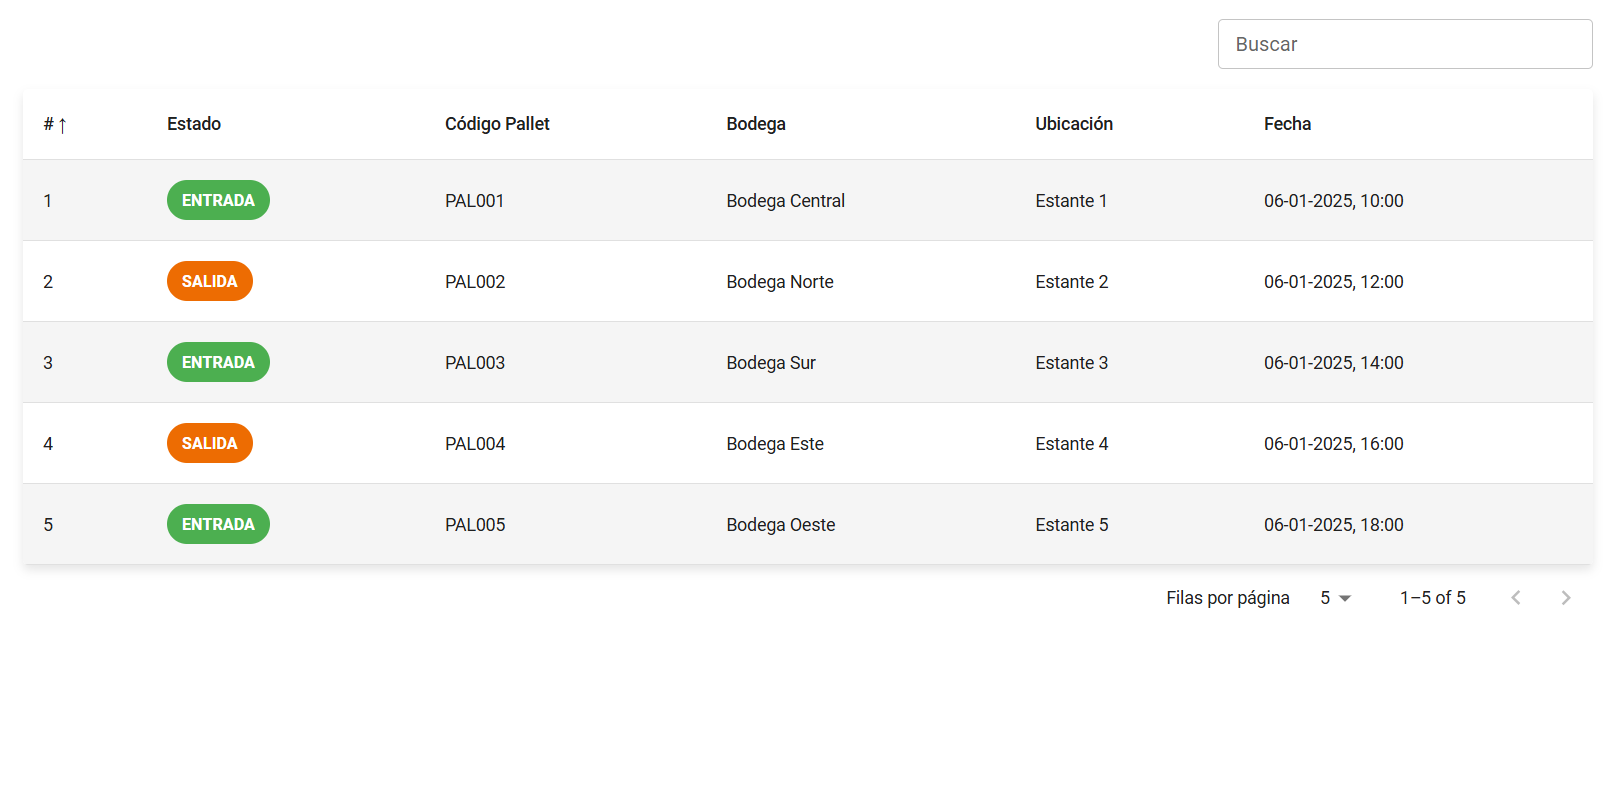 Buscar
# ↑ Estado Código Pallet Bodega Ubicación Fecha
1 ENTRADA PAL001 Bodega Central Estante 1 06-01-2025, 10:00
2 SALIDA PAL002 Bodega Norte Estante 2 06-01-2025, 12:00
3 ENTRADA PAL003 Bodega Sur Estante 3 06-01-2025, 14:00
4 SALIDA PAL004 Bodega Este Estante 4 06-01-2025, 16:00
5 ENTRADA PAL005 Bodega Oeste Estante 5 06-01-2025, 18:00
Filas por página 5 1–5 of 5